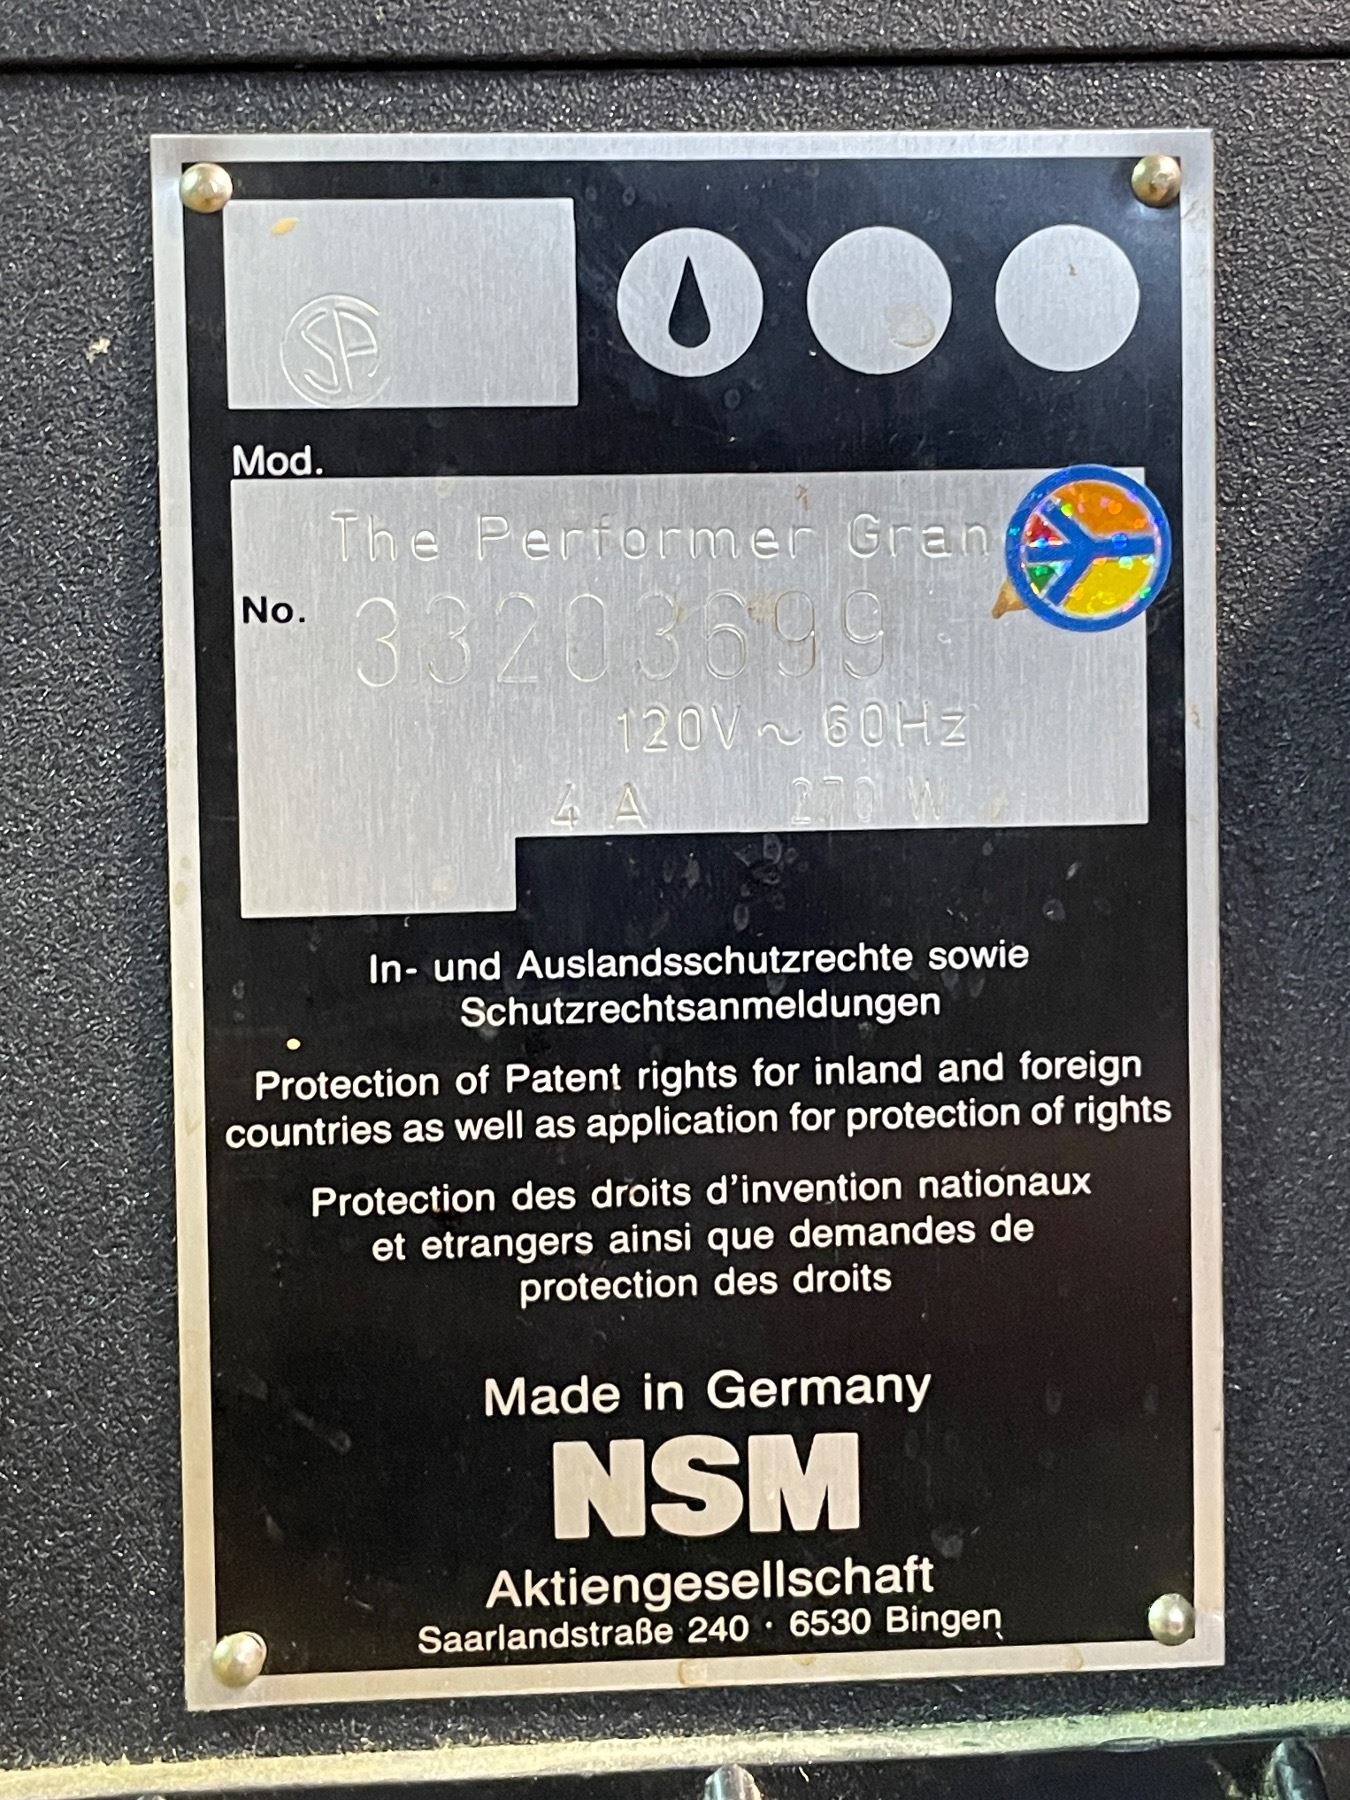 SP
Mod.
The Performer Gran
No. 33203699
120V ~ 60Hz
4 A 270 W
In- und Auslandsschutzrechte sowie
Schutzrechtsanmeldungen
Protection of Patent rights for inland and foreign
countries as well as application for protection of rights
Protection des droits d'invention nationaux
et etrangers ainsi que demandes de
protection des droits
Made in Germany
NSM
Aktiengesellschaft
Saarlandstraße 240 · 6530 Bingen